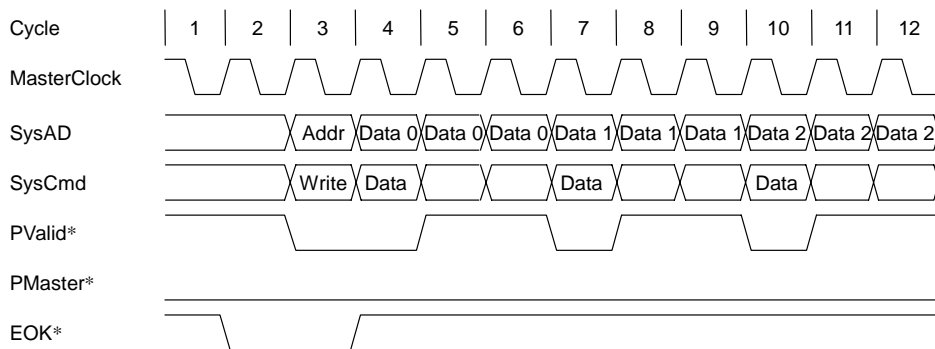 Cycle 1 2 3 4 5 6 7 8 9 10 11 12
MasterClock
SysAD Addr Data 0 Data 0 Data 0 Data 1 Data 1 Data 1 Data 2 Data 2 Data 2
SysCmd Write Data Data Data
PValid*
PMaster*
EOK*